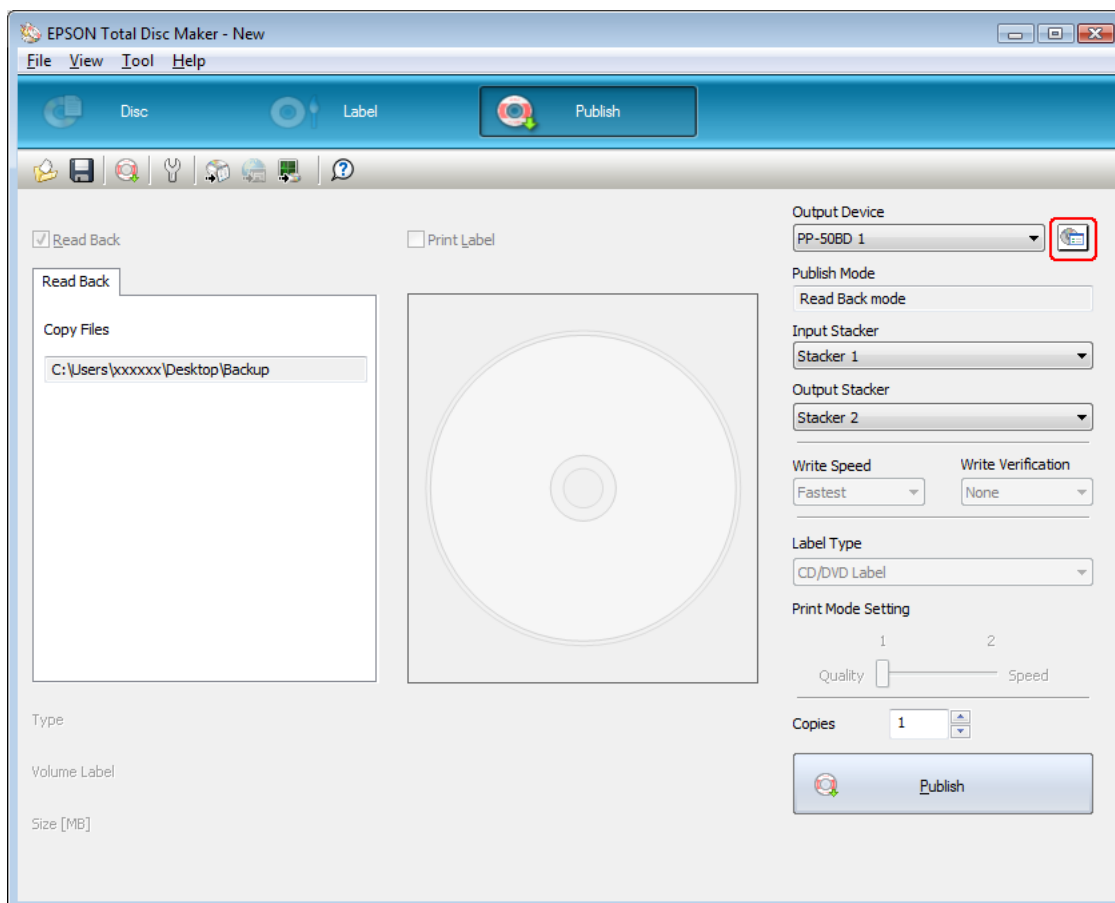 EPSON Total Disc Maker - New
File View Tool Help
Disc Label Publish
Read Back
Print Label
Read Back
Copy Files
C:\Users\xxxxxx\Desktop\Backup
Type
Volume Label
Size [MB]
Output Device
PP-50BD 1
Publish Mode
Read Back mode
Input Stacker
Stacker 1
Output Stacker
Stacker 2
Write Speed Write Verification
Fastest None
Label Type
CD/DVD Label
Print Mode Setting
1 2
Quality Speed
Copies 1
Publish